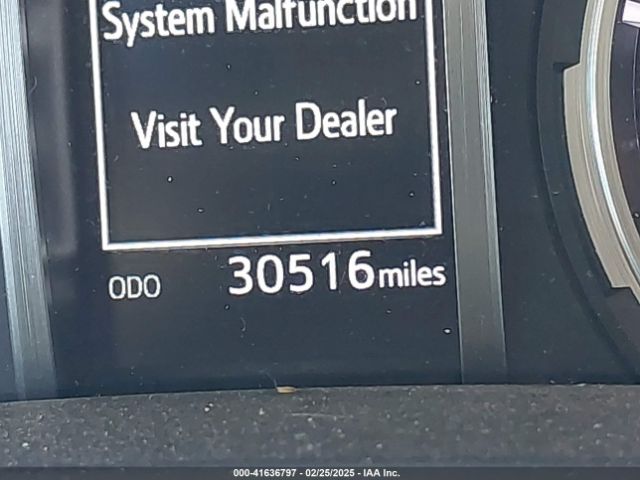 System Malfunction
Visit Your Dealer
ODO 30516 miles
000-41636797 - 02/25/2025 - IAA Inc.